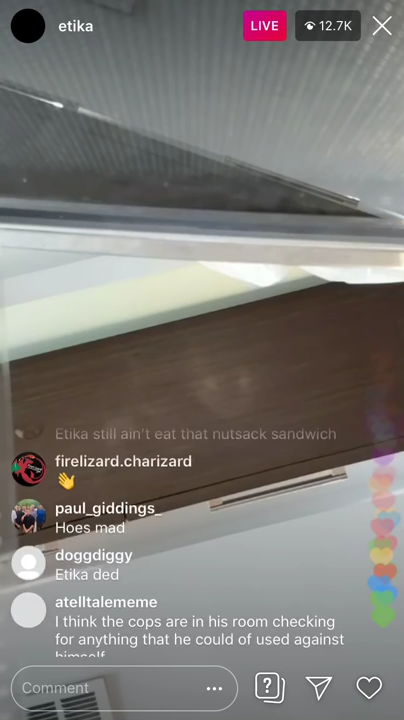 etika
LIVE
12.7K
Etika still ain't eat that nutsack sandwich
firelizard.charizard
👋
paul_giddings_
Hoes mad
doggdiggy
Etika ded
atelltalememe
I think the cops are in his room checking
for anything that he could of used against
himself
Comment